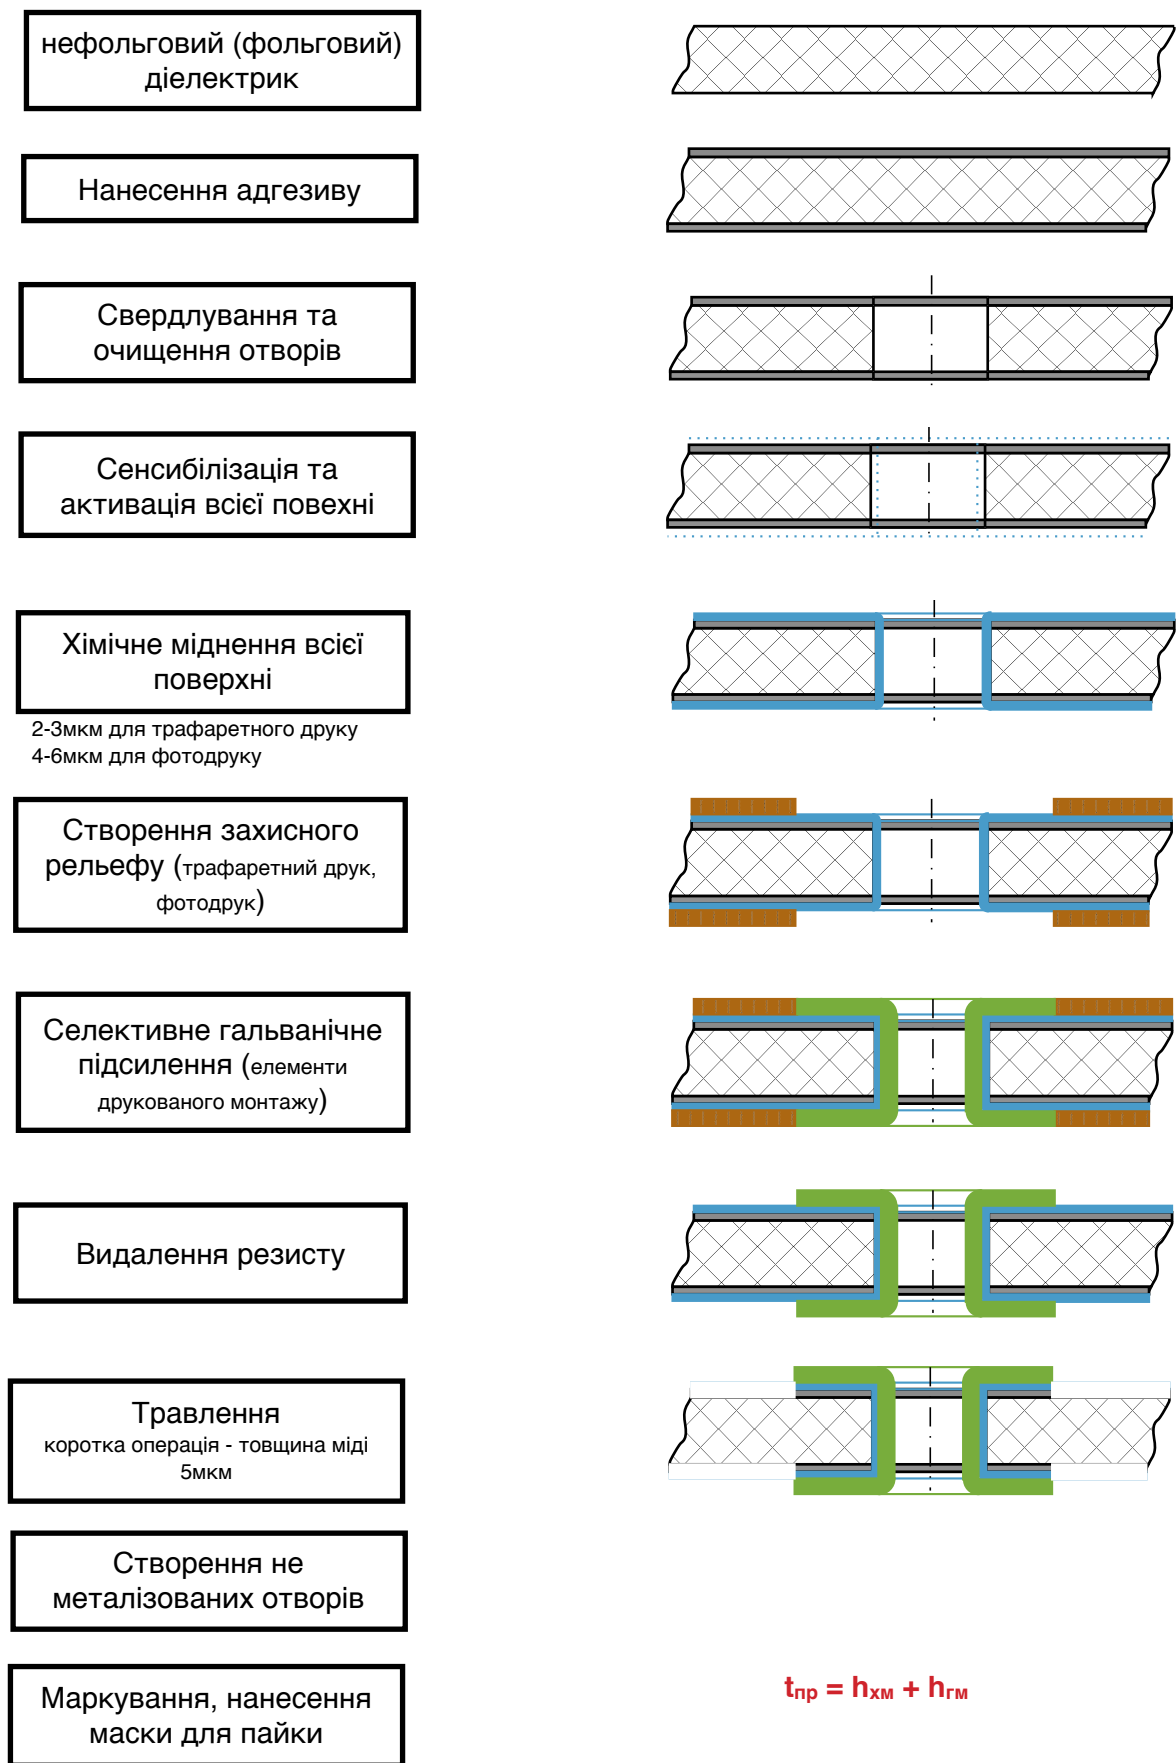 нефольговий (фольговий)
діелектрик
Нанесення адгезиву
Свердлування та
очищення отворів
Сенсибілізація та
активація всієї повехні
Хімічне міднення всієї
поверхні
2-3мкм для трафаретного друку
4-6мкм для фотодруку
Створення захисного
рельефу (трафаретний друк,
фотодрук)
Селективне гальванічне
підсилення (елементи
друкованого монтажу)
Видалення резисту
Травлення
коротка операція - товщина міді
5мкм
Створення не
металізованих отворів
Маркування, нанесення
маски для пайки
tпр = hхм + hгм